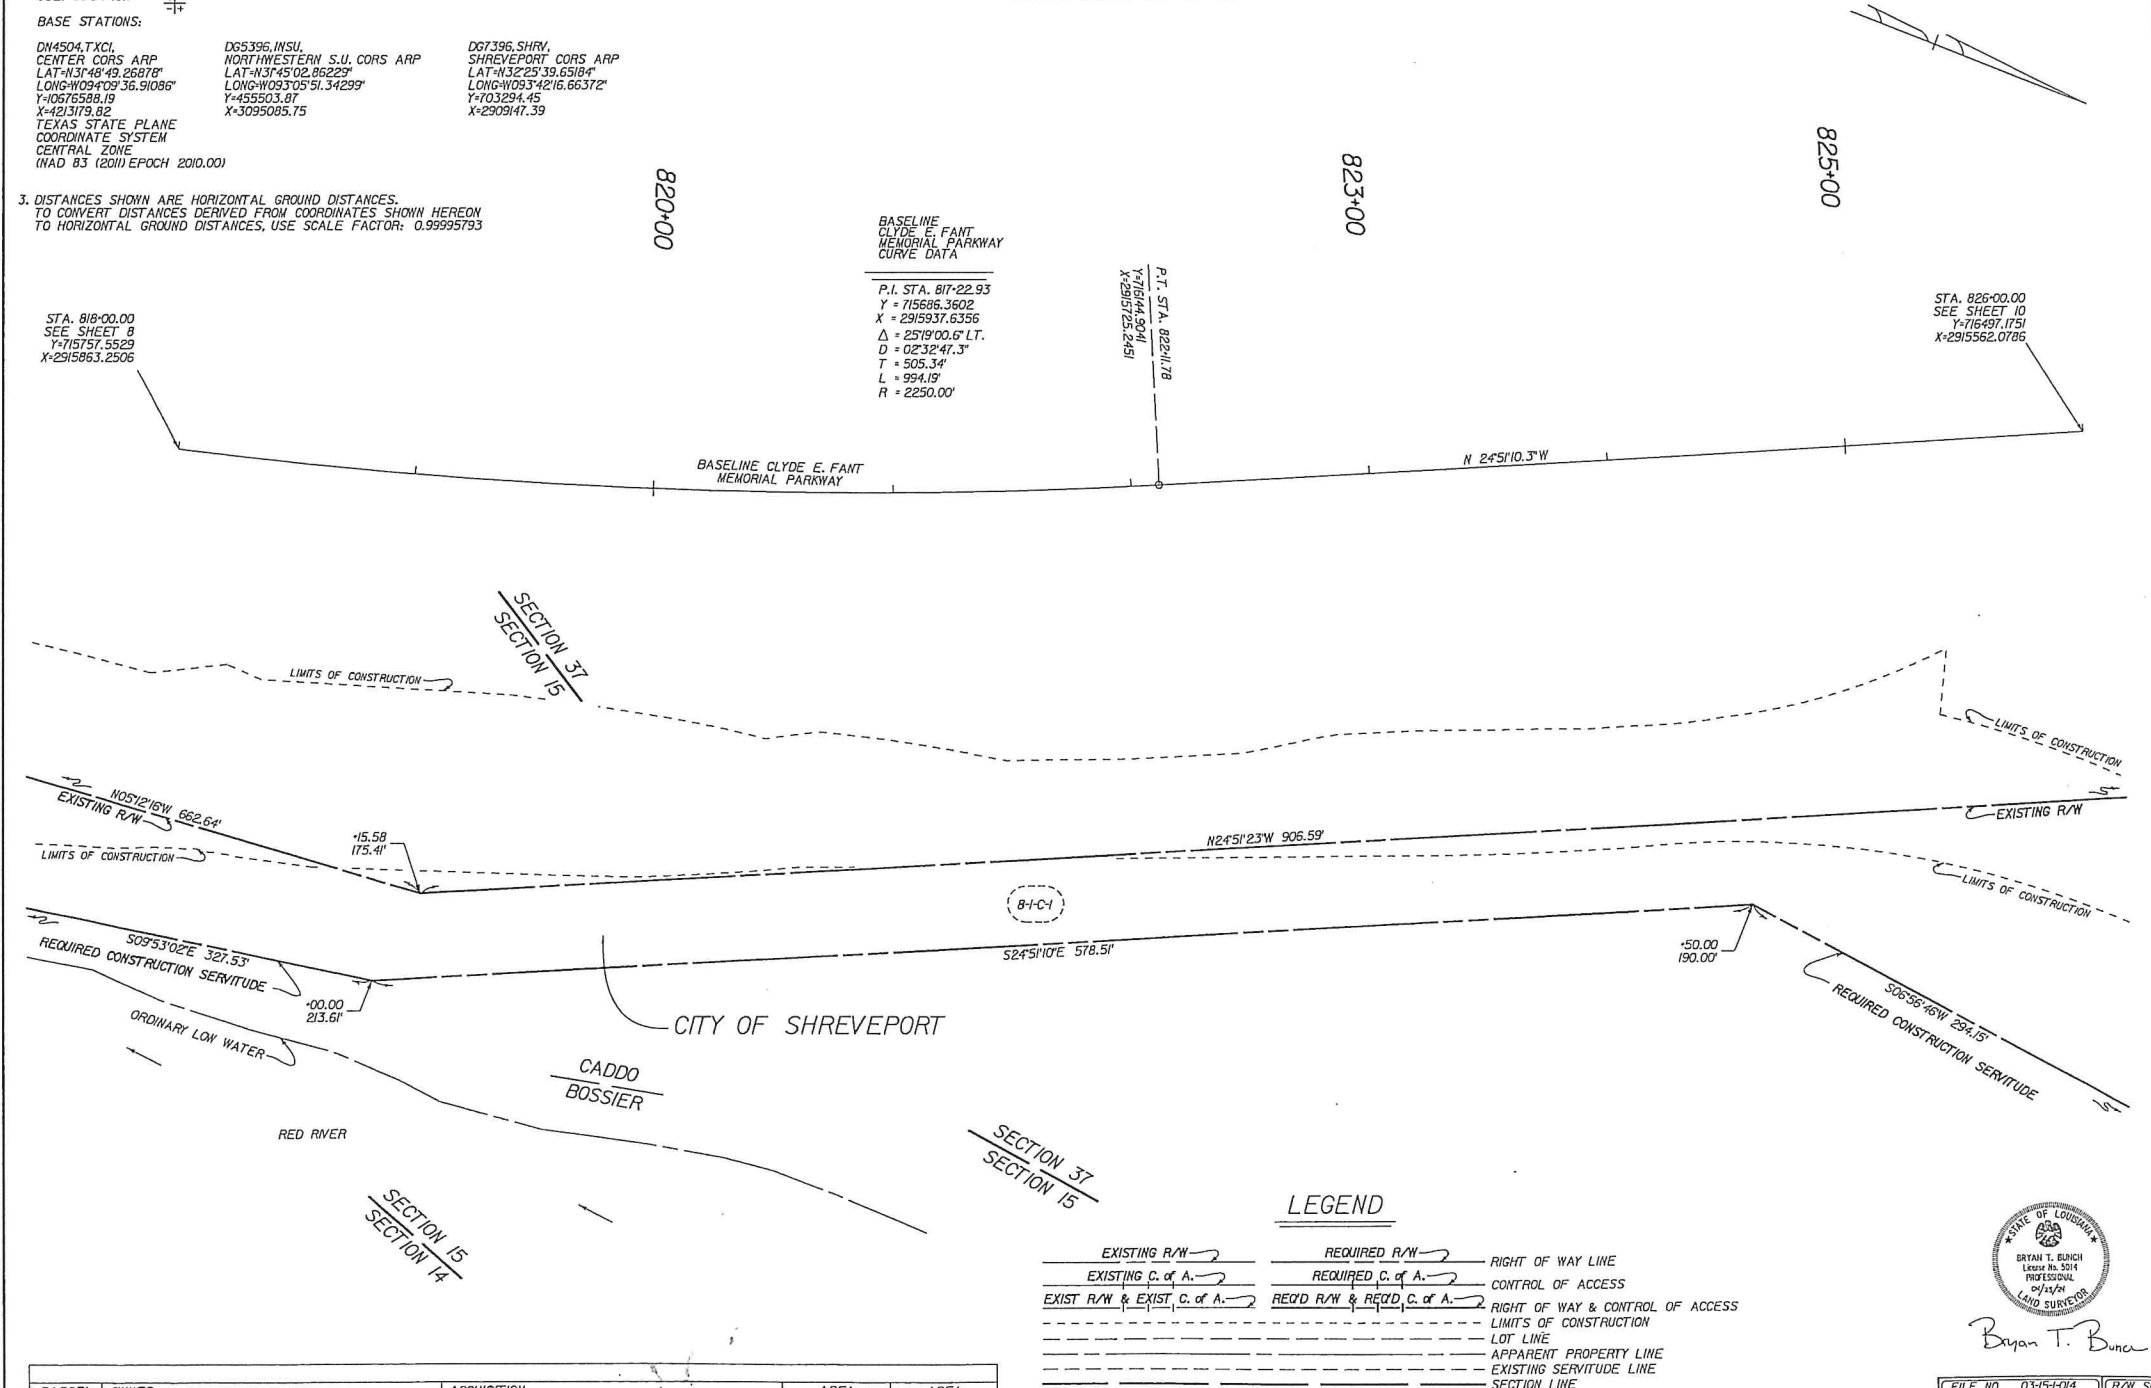 BASE STATIONS:
DN4504,TXCI,
CENTER CORS ARP
LAT=N31°48'49.26878"
LONG=W094°09'36.91086"
Y=10676588.19
X=4213179.82
TEXAS STATE PLANE
COORDINATE SYSTEM
CENTRAL ZONE
(NAD 83 (2011) EPOCH 2010.00)
DG5396,INSU,
NORTHWESTERN S.U. CORS ARP
LAT=N31°45'02.86229"
LONG=W093°05'51.34299"
Y=455503.87
X=3095085.75
DG7396,SHRV,
SHREVEPORT CORS ARP
LAT=N32°25'39.65184"
LONG=W093°42'16.66372"
Y=703294.45
X=2909147.39
3. DISTANCES SHOWN ARE HORIZONTAL GROUND DISTANCES.
TO CONVERT DISTANCES DERIVED FROM COORDINATES SHOWN HEREON
TO HORIZONTAL GROUND DISTANCES, USE SCALE FACTOR: 0.99995793
820+00
823+00
825+00
BASELINE
CLYDE E. FANT
MEMORIAL PARKWAY
CURVE DATA
P.I. STA. 817+22.93
Y = 715686.3602
X = 2915937.6356
Δ = 25°19'00.6" LT.
D = 02°32'47.3"
T = 505.34'
L = 994.19'
R = 2250.00'
P.T. STA. 822+11.78
Y=716144.9041
X=2915725.2451
STA. 818+00.00
SEE SHEET 8
Y=715757.5529
X=2915863.2506
STA. 826+00.00
SEE SHEET 10
Y=716497.1751
X=2915562.0786
BASELINE CLYDE E. FANT
MEMORIAL PARKWAY
N 24°51'10.3" W
SECTION 37
SECTION 15
LIMITS OF CONSTRUCTION
LIMITS OF CONSTRUCTION
N05°12'16"W 662.64'
EXISTING R/W
LIMITS OF CONSTRUCTION
+15.58
175.41'
N24°51'23"W 906.59'
EXISTING R/W
LIMITS OF CONSTRUCTION
B-1-C-1
S09°53'02"E 327.53'
REQUIRED CONSTRUCTION SERVITUDE
+00.00
213.61'
S24°51'10"E 578.51'
+50.00
190.00'
S06°56'46"W 294.15'
REQUIRED CONSTRUCTION SERVITUDE
ORDINARY LOW WATER
CITY OF SHREVEPORT
CADDO
BOSSIER
RED RIVER
SECTION 37
SECTION 15
SECTION 15
SECTION 14
LEGEND
EXISTING R/W REQUIRED R/W RIGHT OF WAY LINE
EXISTING C. of A. REQUIRED C. of A. CONTROL OF ACCESS
EXIST R/W & EXIST C. of A. REQ'D R/W & REQ'D C. of A. RIGHT OF WAY & CONTROL OF ACCESS
LIMITS OF CONSTRUCTION
LOT LINE
APPARENT PROPERTY LINE
EXISTING SERVITUDE LINE
SECTION LINE
STATE OF LOUISIANA
BRYAN T. BUNCH
License No. 5014
PROFESSIONAL
LAND SURVEYOR
Bryan T. Bunch
FILE NO. 03-15-1-014